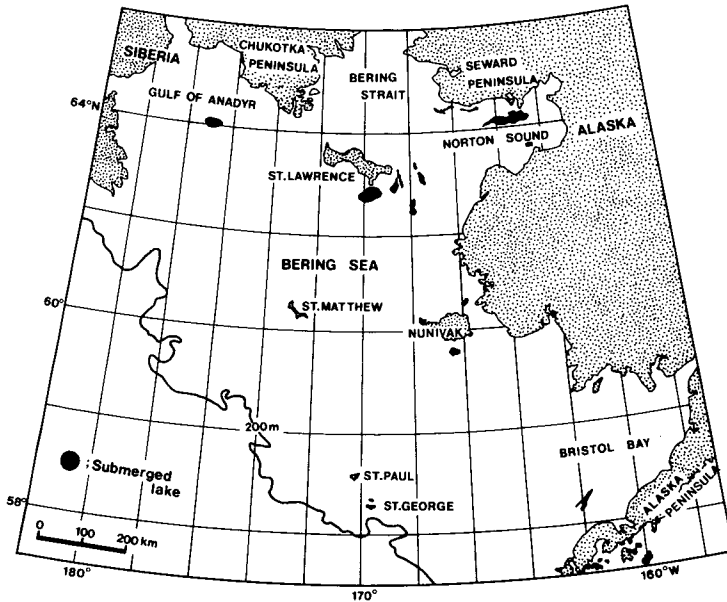 SIBERIA
CHUKOTKA
PENINSULA
BERING
STRAIT
SEWARD
PENINSULA
64°N
GULF OF ANADYR
NORTON SOUND
ALASKA
ST.LAWRENCE
BERING SEA
60°
ST.MATTHEW
NUNIVAK
200m
BRISTOL BAY
;Submerged
lake
ST.PAUL
ST.GEORGE
ALASKA
PENINSULA
58°
0 100 200 km
180°
170°
160°W